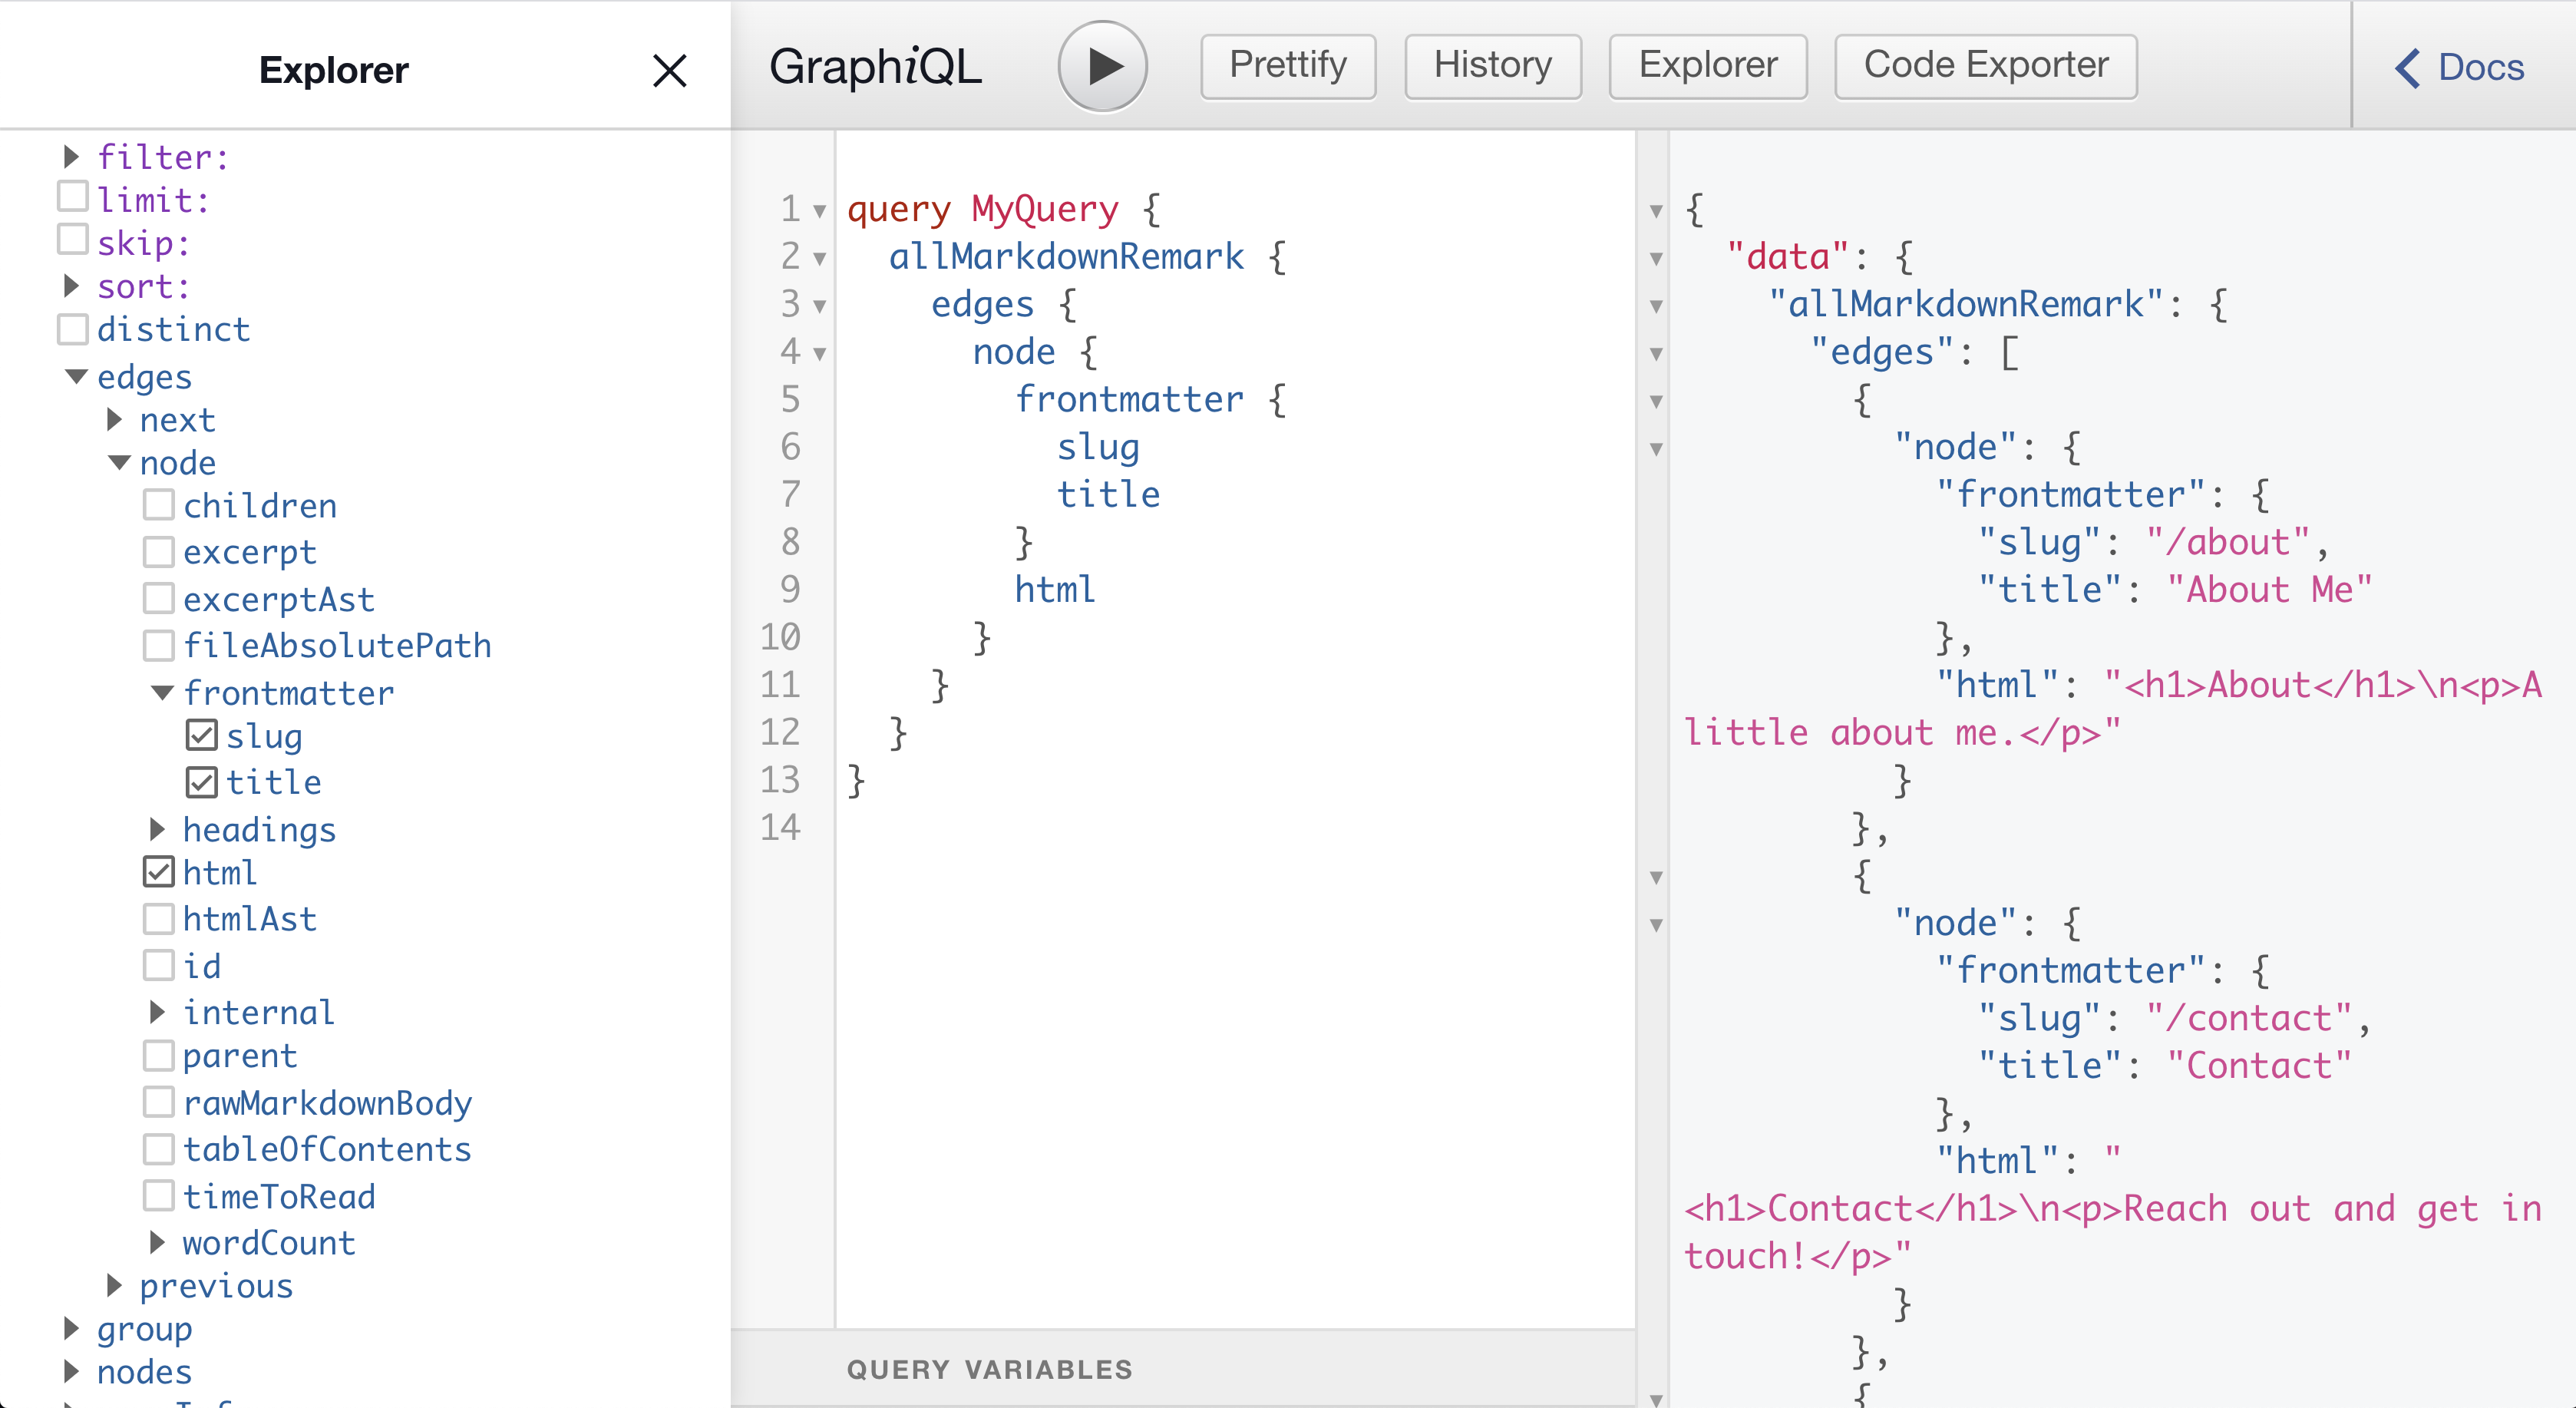 Explorer
filter:
limit:
skip:
sort:
distinct
edges
next
node
children
excerpt
excerptAst
fileAbsolutePath
frontmatter
slug
title
headings
html
htmlAst
id
internal
parent
rawMarkdownBody
tableOfContents
timeToRead
wordCount
previous
group
nodes
GraphiQL
Prettify
History
Explorer
Code Exporter
Docs
1 query MyQuery {
2 allMarkdownRemark {
3 edges {
4 node {
5 frontmatter {
6 slug
7 title
8 }
9 html
10 }
11 }
12 }
13 }
14
QUERY VARIABLES
{
"data": {
"allMarkdownRemark": {
"edges": [
{
"node": {
"frontmatter": {
"slug": "/about",
"title": "About Me"
},
"html": "<h1>About</h1>\n<p>A
little about me.</p>"
}
},
{
"node": {
"frontmatter": {
"slug": "/contact",
"title": "Contact"
},
"html": "
<h1>Contact</h1>\n<p>Reach out and get in
touch!</p>"
}
},
{